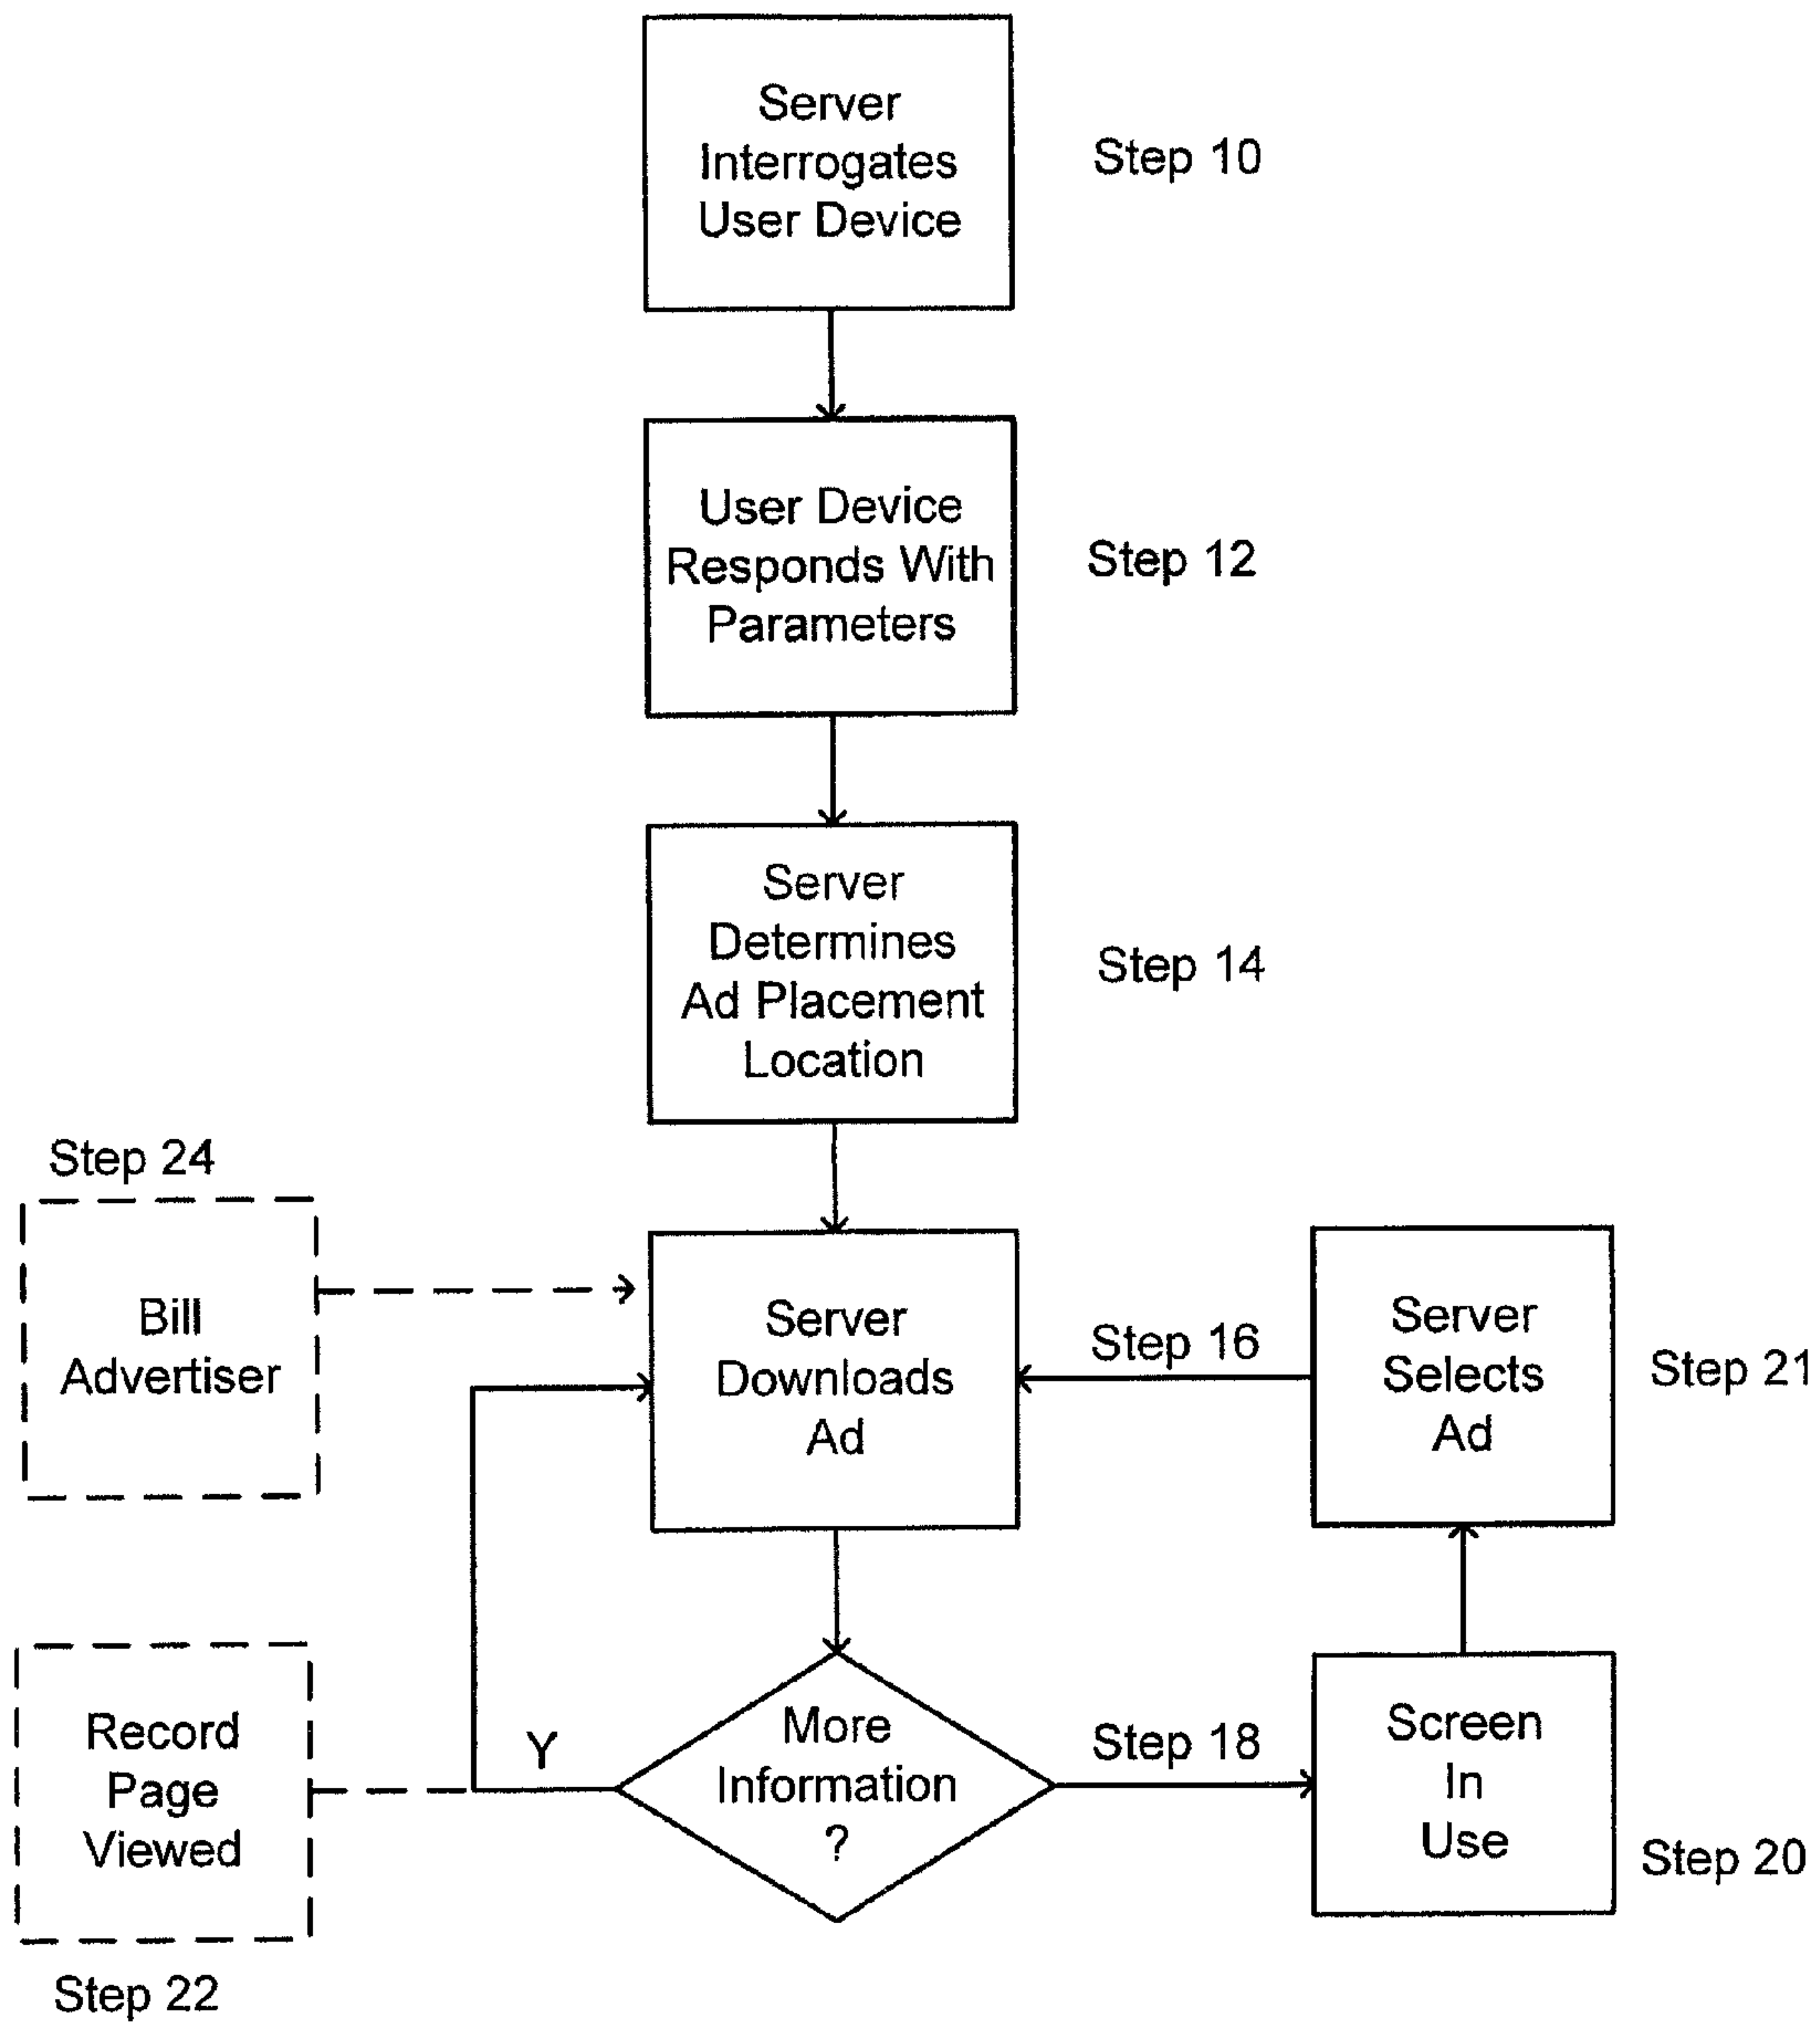 Server
Interrogates
User Device
Step 10
User Device
Responds With
Parameters
Step 12
Server
Determines
Ad Placement
Location
Step 14
Step 24
Bill
Advertiser
Server
Downloads
Ad
Step 16
Server
Selects
Ad
Step 21
Record
Page
Viewed
Step 22
Y
More
Information
?
Step 18
Screen
In
Use
Step 20